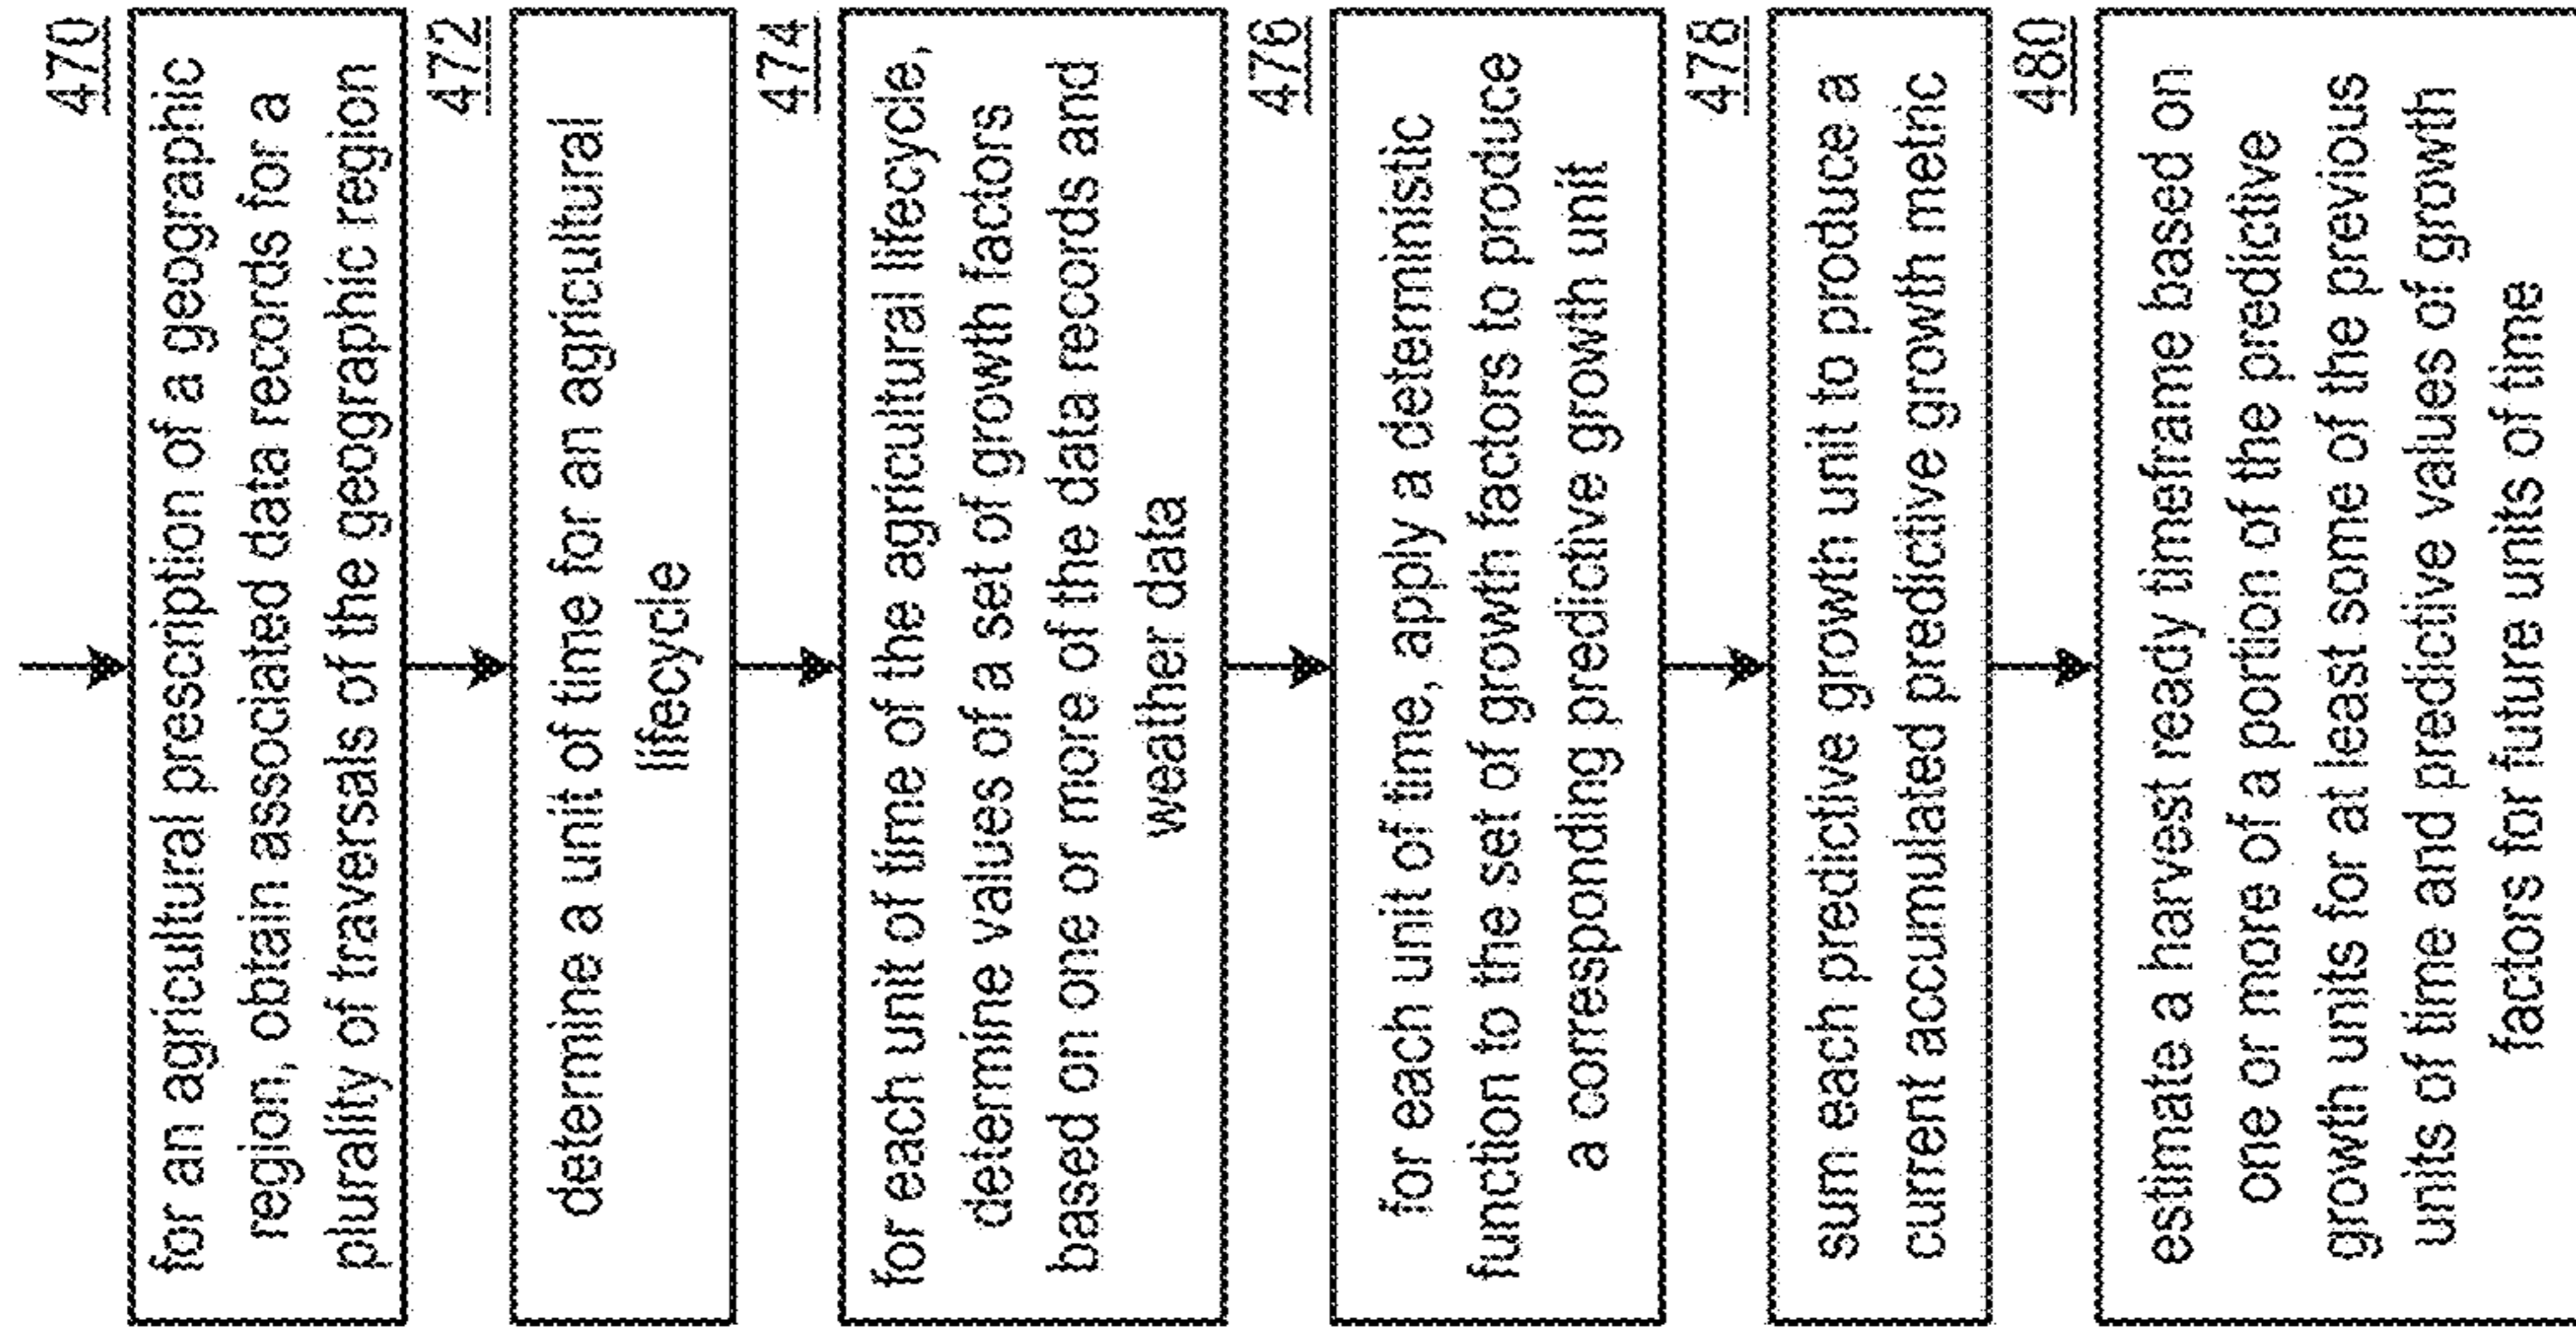 470
for an agricultural prescription of a geographic
region, obtain associated data records for a
plurality of traversals of the geographic region
472
determine a unit of time for an agricultural
lifecycle
474
for each unit of time of the agricultural lifecycle,
determine values of a set of growth factors
based on one or more of the data records and
weather data
476
for each unit of time, apply a deterministic
function to the set of growth factors to produce
a corresponding predictive growth unit
478
sum each predictive growth unit to produce a
current accumulated predictive growth metric
480
estimate a harvest ready timeframe based on
one or more of a portion of the predictive
growth units for at least some of the previous
units of time and predictive values of growth
factors for future units of time